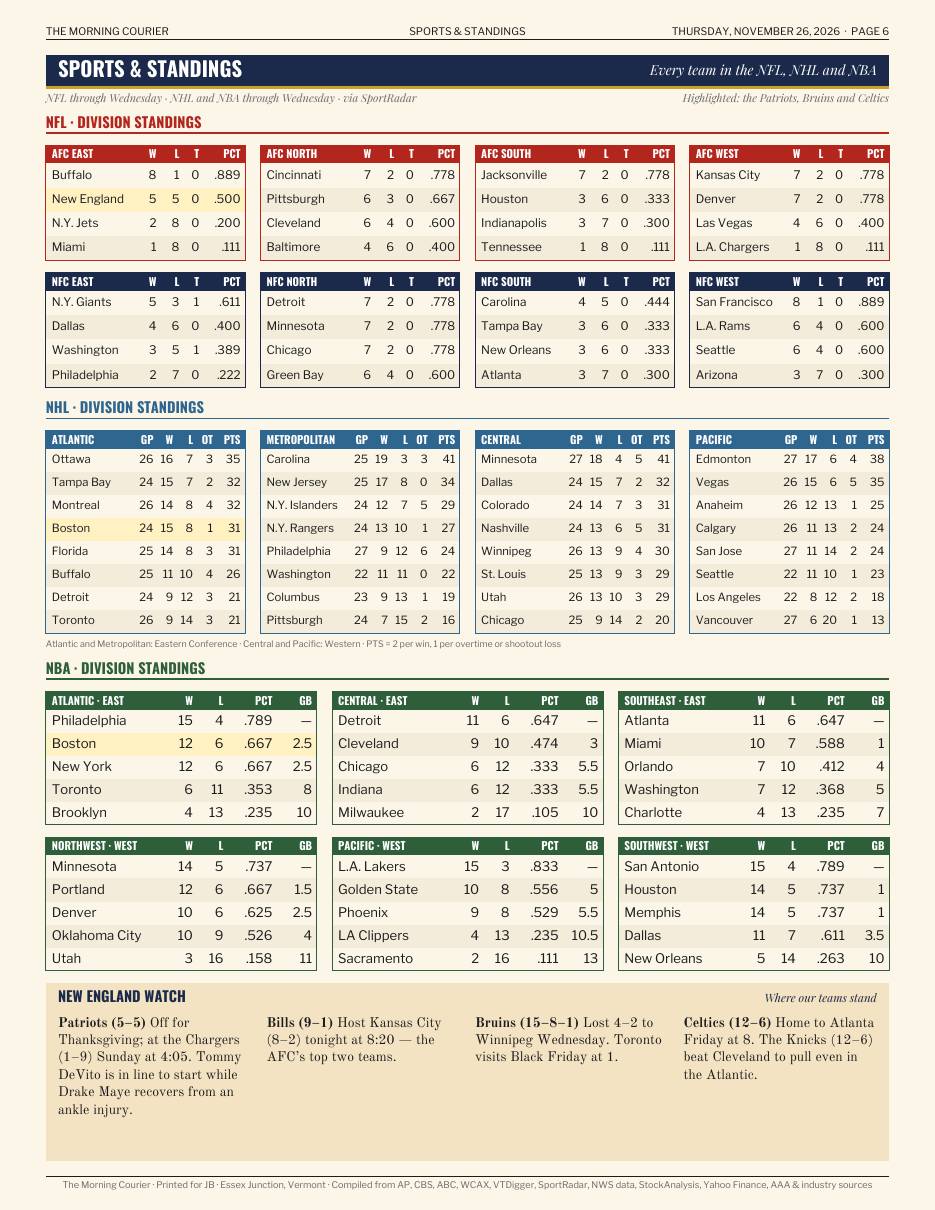 THE MORNING COURIER SPORTS & STANDINGS THURSDAY, NOVEMBER 26, 2026 · PAGE 6
SPORTS & STANDINGS Every team in the NFL, NHL and NBA
NFL through Wednesday · NHL and NBA through Wednesday · via SportRadar Highlighted: the Patriots, Bruins and Celtics
NFL · DIVISION STANDINGS
AFC EAST W L T PCT
Buffalo 8 1 0 .889
New England 5 5 0 .500
N.Y. Jets 2 8 0 .200
Miami 1 8 0 .111
AFC NORTH W L T PCT
Cincinnati 7 2 0 .778
Pittsburgh 6 3 0 .667
Cleveland 6 4 0 .600
Baltimore 4 6 0 .400
AFC SOUTH W L T PCT
Jacksonville 7 2 0 .778
Houston 3 6 0 .333
Indianapolis 3 7 0 .300
Tennessee 1 8 0 .111
AFC WEST W L T PCT
Kansas City 7 2 0 .778
Denver 7 2 0 .778
Las Vegas 4 6 0 .400
L.A. Chargers 1 8 0 .111
NFC EAST W L T PCT
N.Y. Giants 5 3 1 .611
Dallas 4 6 0 .400
Washington 3 5 1 .389
Philadelphia 2 7 0 .222
NFC NORTH W L T PCT
Detroit 7 2 0 .778
Minnesota 7 2 0 .778
Chicago 7 2 0 .778
Green Bay 6 4 0 .600
NFC SOUTH W L T PCT
Carolina 4 5 0 .444
Tampa Bay 3 6 0 .333
New Orleans 3 6 0 .333
Atlanta 3 7 0 .300
NFC WEST W L T PCT
San Francisco 8 1 0 .889
L.A. Rams 6 4 0 .600
Seattle 6 4 0 .600
Arizona 3 7 0 .300
NHL · DIVISION STANDINGS
ATLANTIC GP W L OT PTS
Ottawa 26 16 7 3 35
Tampa Bay 24 15 7 2 32
Montreal 26 14 8 4 32
Boston 24 15 8 1 31
Florida 25 14 8 3 31
Buffalo 25 11 10 4 26
Detroit 24 9 12 3 21
Toronto 26 9 14 3 21
METROPOLITAN GP W L OT PTS
Carolina 25 19 3 3 41
New Jersey 25 17 8 0 34
N.Y. Islanders 24 12 7 5 29
N.Y. Rangers 24 13 10 1 27
Philadelphia 27 9 12 6 24
Washington 22 11 11 0 22
Columbus 23 9 13 1 19
Pittsburgh 24 7 15 2 16
CENTRAL GP W L OT PTS
Minnesota 27 18 4 5 41
Dallas 24 15 7 2 32
Colorado 24 14 7 3 31
Nashville 24 13 6 5 31
Winnipeg 26 13 9 4 30
St. Louis 25 13 9 3 29
Utah 26 13 10 3 29
Chicago 25 9 14 2 20
PACIFIC GP W L OT PTS
Edmonton 27 17 6 4 38
Vegas 26 15 6 5 35
Anaheim 26 12 13 1 25
Calgary 26 11 13 2 24
San Jose 27 11 14 2 24
Seattle 22 11 10 1 23
Los Angeles 22 8 12 2 18
Vancouver 27 6 20 1 13
Atlantic and Metropolitan: Eastern Conference · Central and Pacific: Western · PTS = 2 per win, 1 per overtime or shootout loss
NBA · DIVISION STANDINGS
ATLANTIC · EAST W L PCT GB
Philadelphia 15 4 .789 —
Boston 12 6 .667 2.5
New York 12 6 .667 2.5
Toronto 6 11 .353 8
Brooklyn 4 13 .235 10
CENTRAL · EAST W L PCT GB
Detroit 11 6 .647 —
Cleveland 9 10 .474 3
Chicago 6 12 .333 5.5
Indiana 6 12 .333 5.5
Milwaukee 2 17 .105 10
SOUTHEAST · EAST W L PCT GB
Atlanta 11 6 .647 —
Miami 10 7 .588 1
Orlando 7 10 .412 4
Washington 7 12 .368 5
Charlotte 4 13 .235 7
NORTHWEST · WEST W L PCT GB
Minnesota 14 5 .737 —
Portland 12 6 .667 1.5
Denver 10 6 .625 2.5
Oklahoma City 10 9 .526 4
Utah 3 16 .158 11
PACIFIC · WEST W L PCT GB
L.A. Lakers 15 3 .833 —
Golden State 10 8 .556 5
Phoenix 9 8 .529 5.5
LA Clippers 4 13 .235 10.5
Sacramento 2 16 .111 13
SOUTHWEST · WEST W L PCT GB
San Antonio 15 4 .789 —
Houston 14 5 .737 1
Memphis 14 5 .737 1
Dallas 11 7 .611 3.5
New Orleans 5 14 .263 10
NEW ENGLAND WATCH Where our teams stand
Patriots (5–5) Off for
Thanksgiving; at the Chargers
(1–9) Sunday at 4:05. Tommy
DeVito is in line to start while
Drake Maye recovers from an
ankle injury.
Bills (9–1) Host Kansas City
(8–2) tonight at 8:20 — the
AFC’s top two teams.
Bruins (15–8–1) Lost 4–2 to
Winnipeg Wednesday. Toronto
visits Black Friday at 1.
Celtics (12–6) Home to Atlanta
Friday at 8. The Knicks (12–6)
beat Cleveland to pull even in
the Atlantic.
The Morning Courier · Printed for JB · Essex Junction, Vermont · Compiled from AP, CBS, ABC, WCAX, VTDigger, SportRadar, NWS data, StockAnalysis, Yahoo Finance, AAA & industry sources